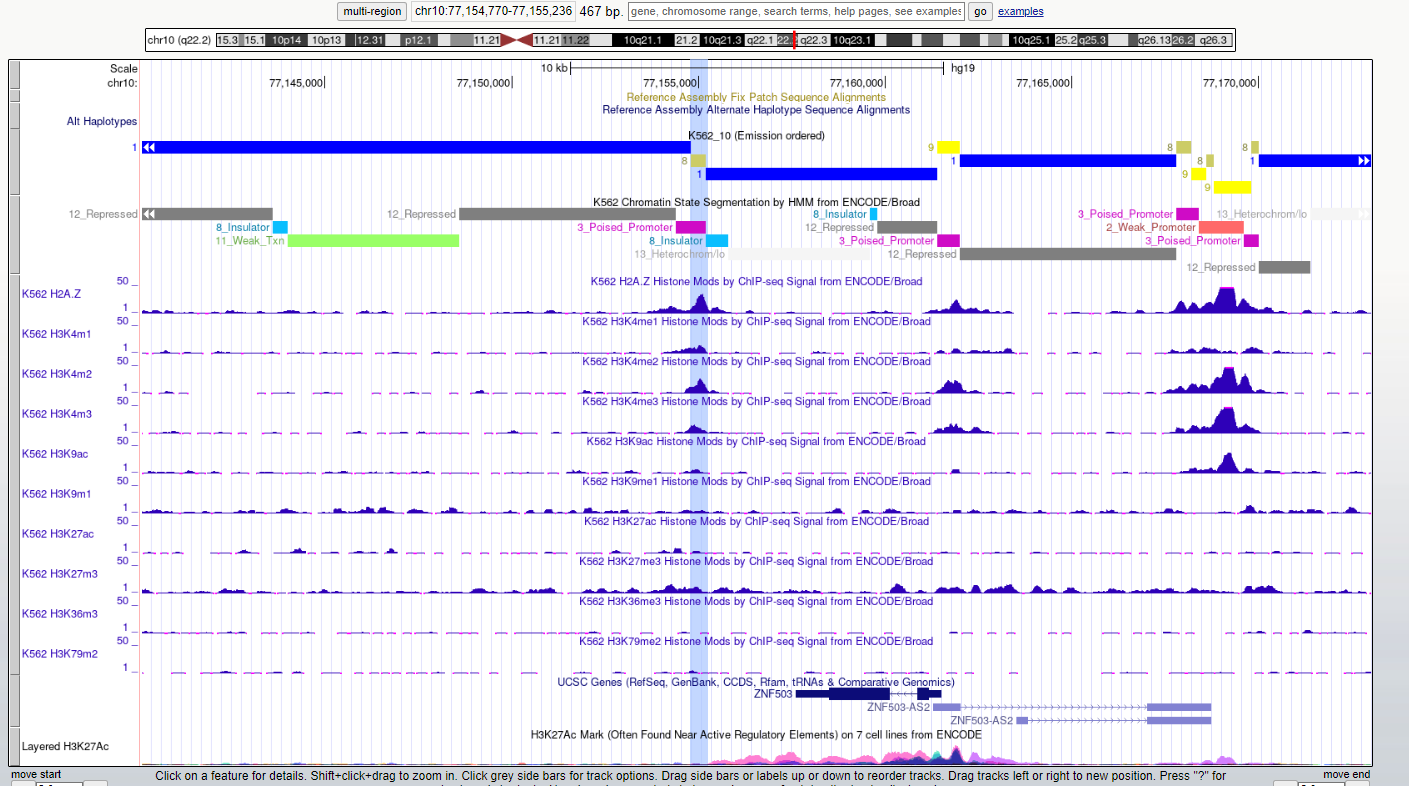 multi-region chr10:77,154,770-77,155,236 467 bp. gene, chromosome range, search terms, help pages, see examples go examples
chr10 (q22.2) 15.3 15.1 10p14 10p13 12.31 p12.1 11.21 11.21 11.22 10q21.1 21.2 10q21.3 q22.1 22 q22.3 10q23.1 10q25.1 25.2 q25.3 q26.13 26.2 q26.3
Scale 10 kb hg19
chr10: 77,145,000 77,150,000 77,155,000 77,160,000 77,165,000 77,170,000
Reference Assembly Fix Patch Sequence Alignments
Reference Assembly Alternate Haplotype Sequence Alignments
Alt Haplotypes
K562_10 (Emission ordered)
1 9 8 8
8 1 8 1
1 9
9
K562 Chromatin State Segmentation by HMM from ENCODE/Broad
12_Repressed 12_Repressed 8_Insulator 3_Poised_Promoter 13_Heterochrom/lo
8_Insulator 3_Poised_Promoter 12_Repressed 2_Weak_Promoter
11_Weak_Txn 8_Insulator 3_Poised_Promoter 3_Poised_Promoter
13_Heterochrom/lo 12_Repressed
12_Repressed
K562 H2A.Z Histone Mods by ChIP-seq Signal from ENCODE/Broad
50
K562 H2A.Z
1
K562 H3K4me1 Histone Mods by ChIP-seq Signal from ENCODE/Broad
50
K562 H3K4m1
1
K562 H3K4me2 Histone Mods by ChIP-seq Signal from ENCODE/Broad
50
K562 H3K4m2
1
K562 H3K4me3 Histone Mods by ChIP-seq Signal from ENCODE/Broad
50
K562 H3K4m3
1
K562 H3K9ac Histone Mods by ChIP-seq Signal from ENCODE/Broad
50
K562 H3K9ac
1
K562 H3K9me1 Histone Mods by ChIP-seq Signal from ENCODE/Broad
50
K562 H3K9m1
1
K562 H3K27ac Histone Mods by ChIP-seq Signal from ENCODE/Broad
50
K562 H3K27ac
1
K562 H3K27me3 Histone Mods by ChIP-seq Signal from ENCODE/Broad
50
K562 H3K27m3
1
K562 H3K36me3 Histone Mods by ChIP-seq Signal from ENCODE/Broad
50
K562 H3K36m3
1
K562 H3K79me2 Histone Mods by ChIP-seq Signal from ENCODE/Broad
50
K562 H3K79m2
1
UCSC Genes (RefSeq, GenBank, CCDS, Rfam, tRNAs & Comparative Genomics)
ZNF503
ZNF503-AS2
ZNF503-AS2
H3K27Ac Mark (Often Found Near Active Regulatory Elements) on 7 cell lines from ENCODE
Layered H3K27Ac
move start Click on a feature for details. Shift+click+drag to zoom in. Click grey side bars for track options. Drag side bars or labels up or down to reorder tracks. Drag tracks left or right to new position. Press "?" for move end